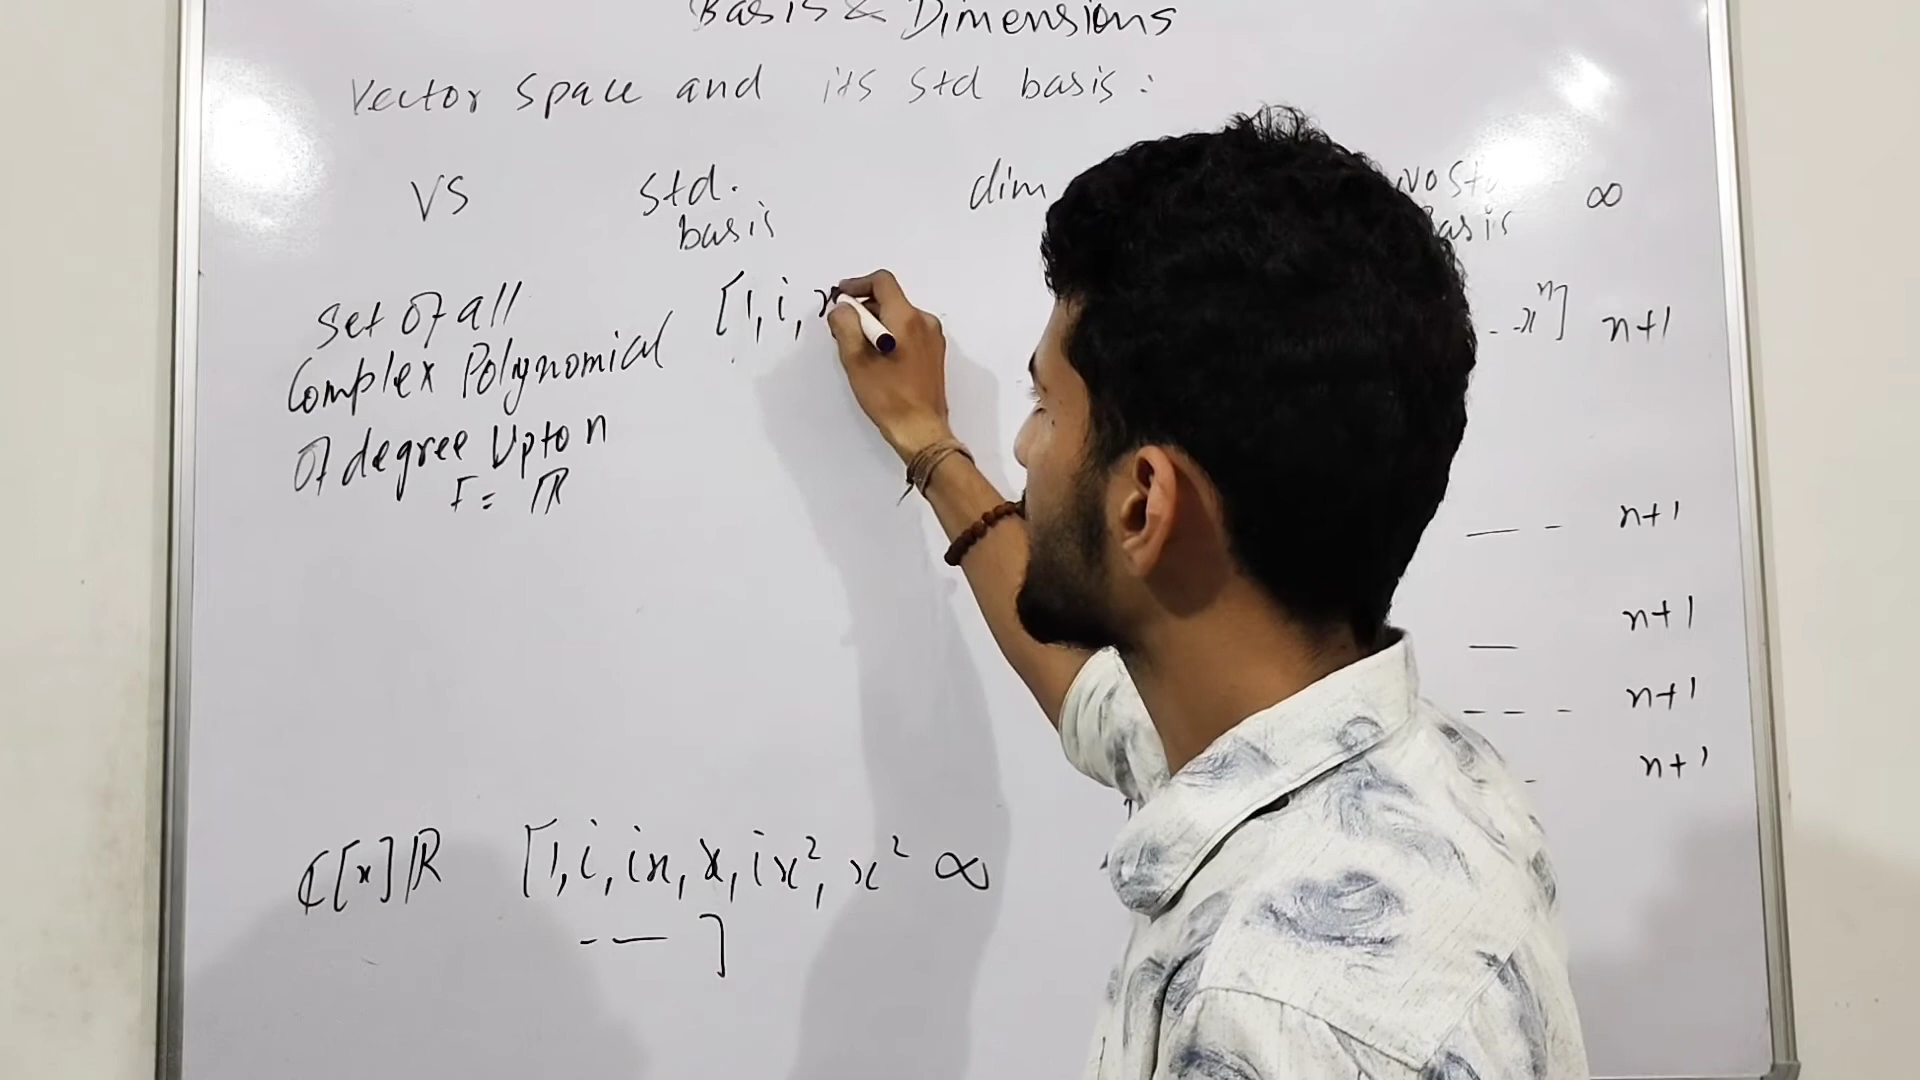 Basis & Dimensions
Vector space and its std basis:
VS std. basis dim
Set of all Complex Polynomial Of degree Upto n F = ℝ
[1, i, x
ℂ[x]ℝ [1, i, ix, x, ix², x² --- ] ∞
No std basis ∞
- - xⁿ] n+1
— - n+1
— n+1
- - - n+1
- n+1